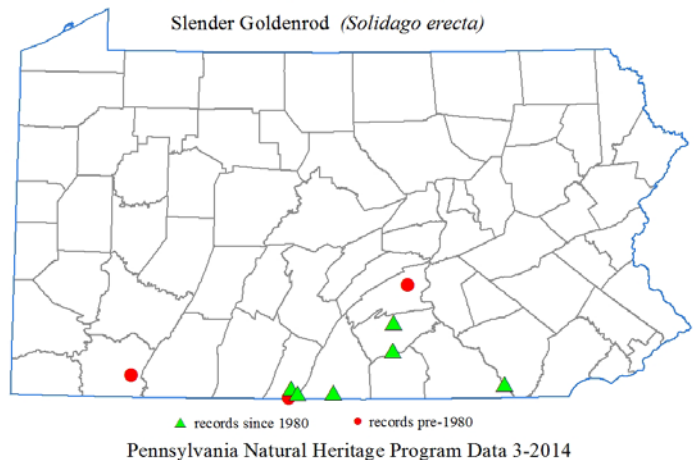 Slender Goldenrod (Solidago erecta)
records since 1980 records pre-1980
Pennsylvania Natural Heritage Program Data 3-2014